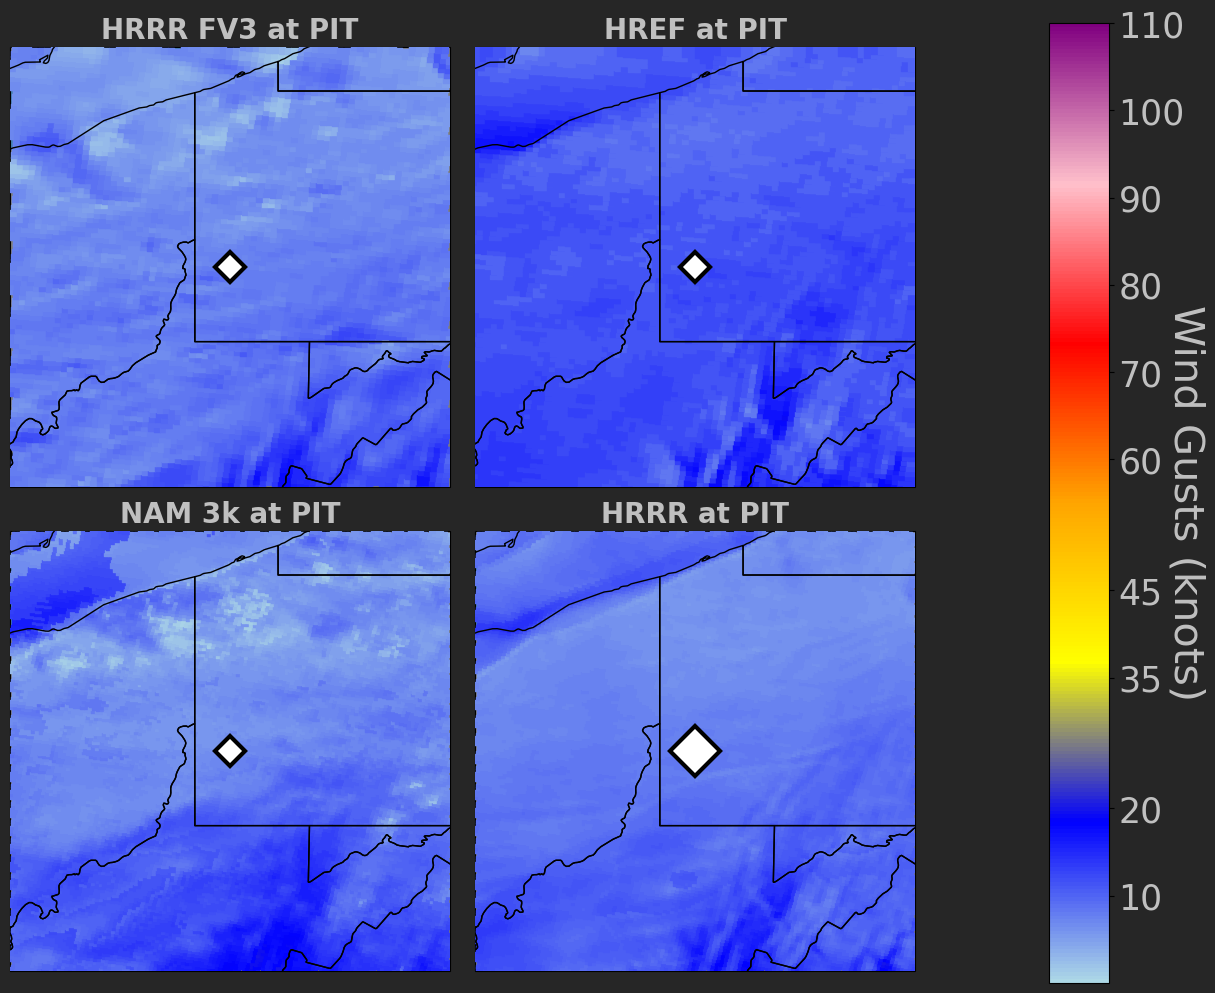 HRRR FV3 at PIT
HREF at PIT
NAM 3k at PIT
HRRR at PIT
110
100
90
80
70
60
45
35
20
10
Wind Gusts (knots)